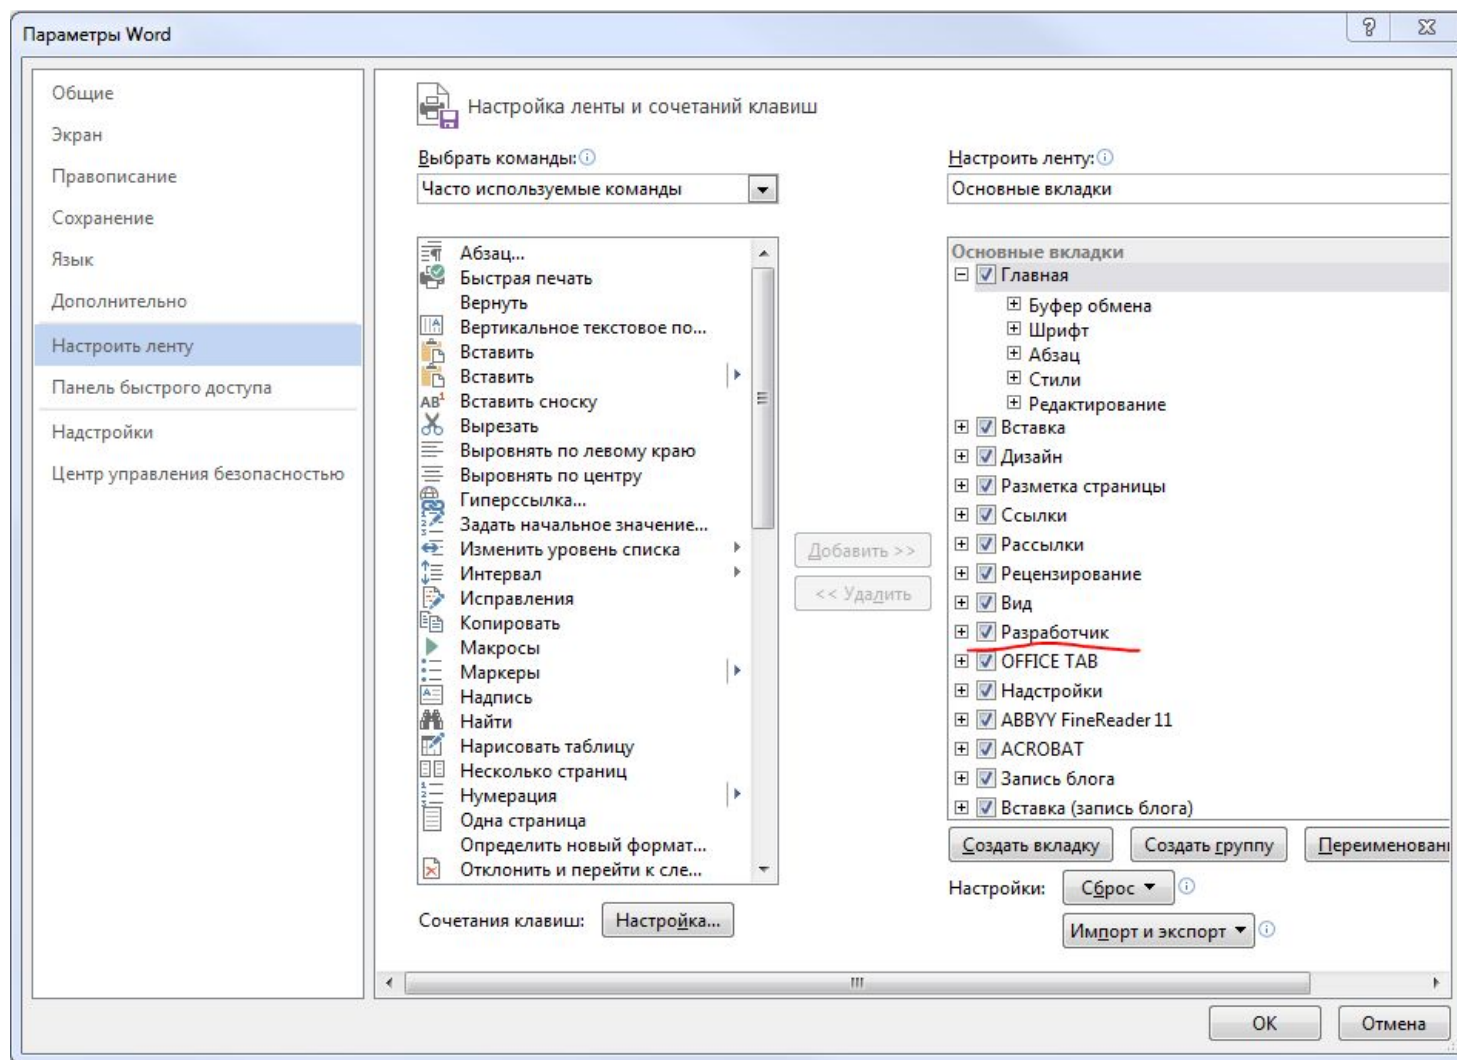 Параметры Word
Общие
Экран
Правописание
Сохранение
Язык
Дополнительно
Настроить ленту
Панель быстрого доступа
Надстройки
Центр управления безопасностью
Настройка ленты и сочетаний клавиш
Выбрать команды:
Часто используемые команды
Абзац...
Быстрая печать
Вернуть
Вертикальное текстовое по...
Вставить
Вставить
Вставить сноску
Вырезать
Выровнять по левому краю
Выровнять по центру
Гиперссылка...
Задать начальное значение...
Изменить уровень списка
Интервал
Исправления
Копировать
Макросы
Маркеры
Надпись
Найти
Нарисовать таблицу
Несколько страниц
Нумерация
Одна страница
Определить новый формат...
Отклонить и перейти к сле...
Сочетания клавиш: Настройка...
Добавить >>
<< Удалить
Настроить ленту:
Основные вкладки
Основные вкладки
Главная
Буфер обмена
Шрифт
Абзац
Стили
Редактирование
Вставка
Дизайн
Разметка страницы
Ссылки
Рассылки
Рецензирование
Вид
Разработчик
OFFICE TAB
Надстройки
ABBYY FineReader 11
ACROBAT
Запись блога
Вставка (запись блога)
Создать вкладку Создать группу Переименовани
Настройки: Сброс
Импорт и экспорт
ОК Отмена